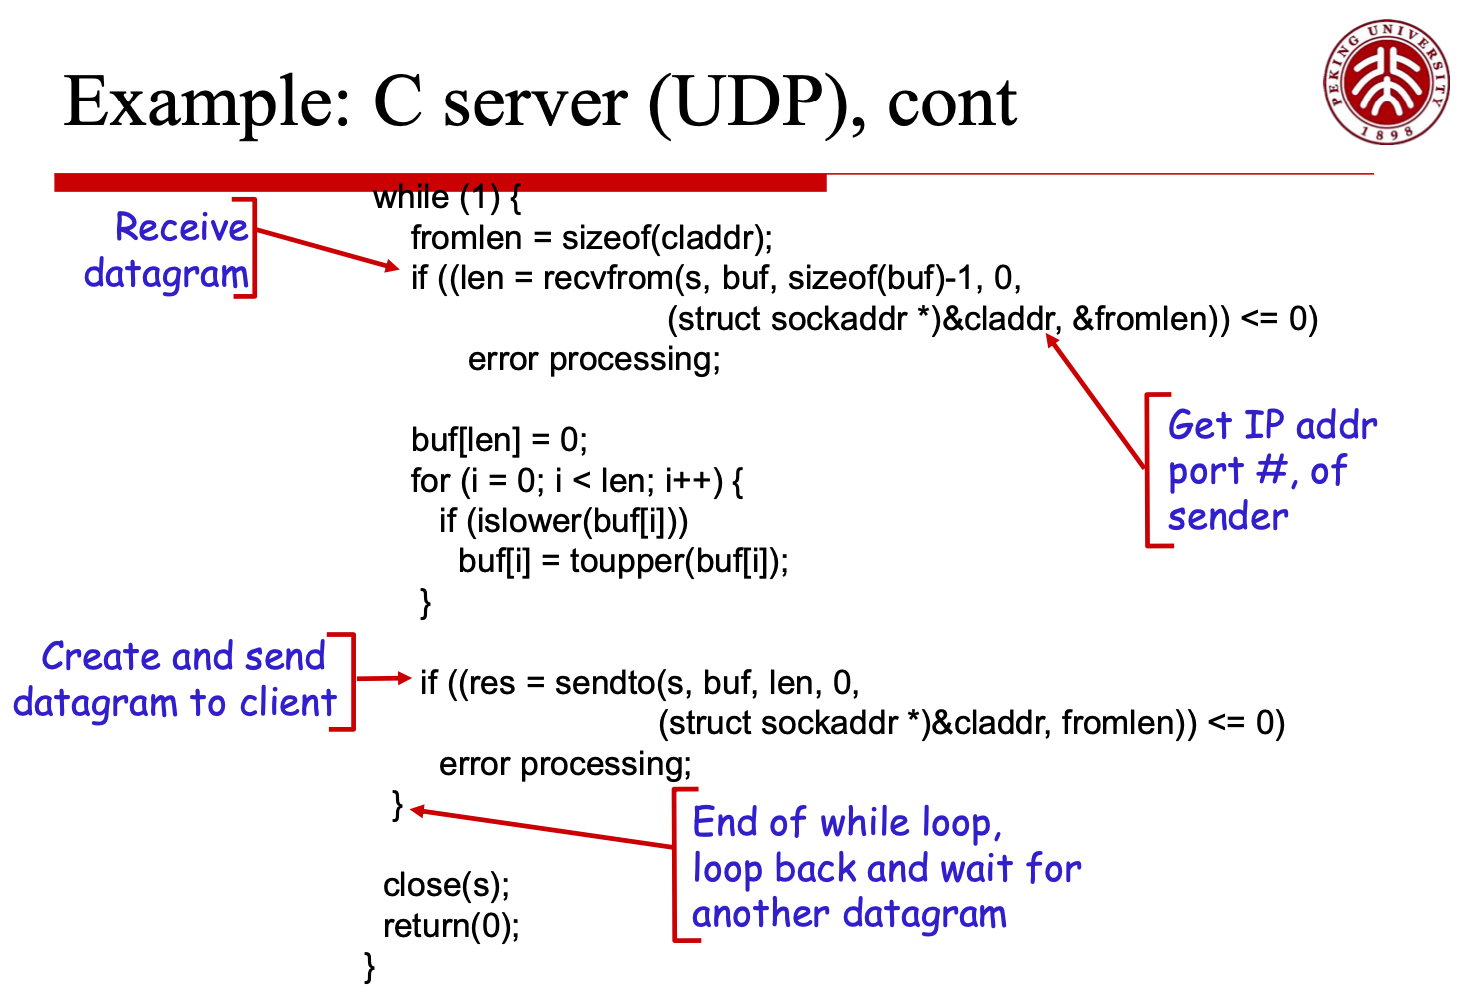 Example: C server (UDP), cont
PEKING UNIVERSITY
1898
while (1) {
Receive
datagram
fromlen = sizeof(claddr);
if ((len = recvfrom(s, buf, sizeof(buf)-1, 0,
(struct sockaddr *)&claddr, &fromlen)) <= 0)
error processing;
Get IP addr
port #, of
sender
buf[len] = 0;
for (i = 0; i < len; i++) {
if (islower(buf[i]))
buf[i] = toupper(buf[i]);
}
Create and send
datagram to client
if ((res = sendto(s, buf, len, 0,
(struct sockaddr *)&claddr, fromlen)) <= 0)
error processing;
}
End of while loop,
loop back and wait for
another datagram
close(s);
return(0);
}